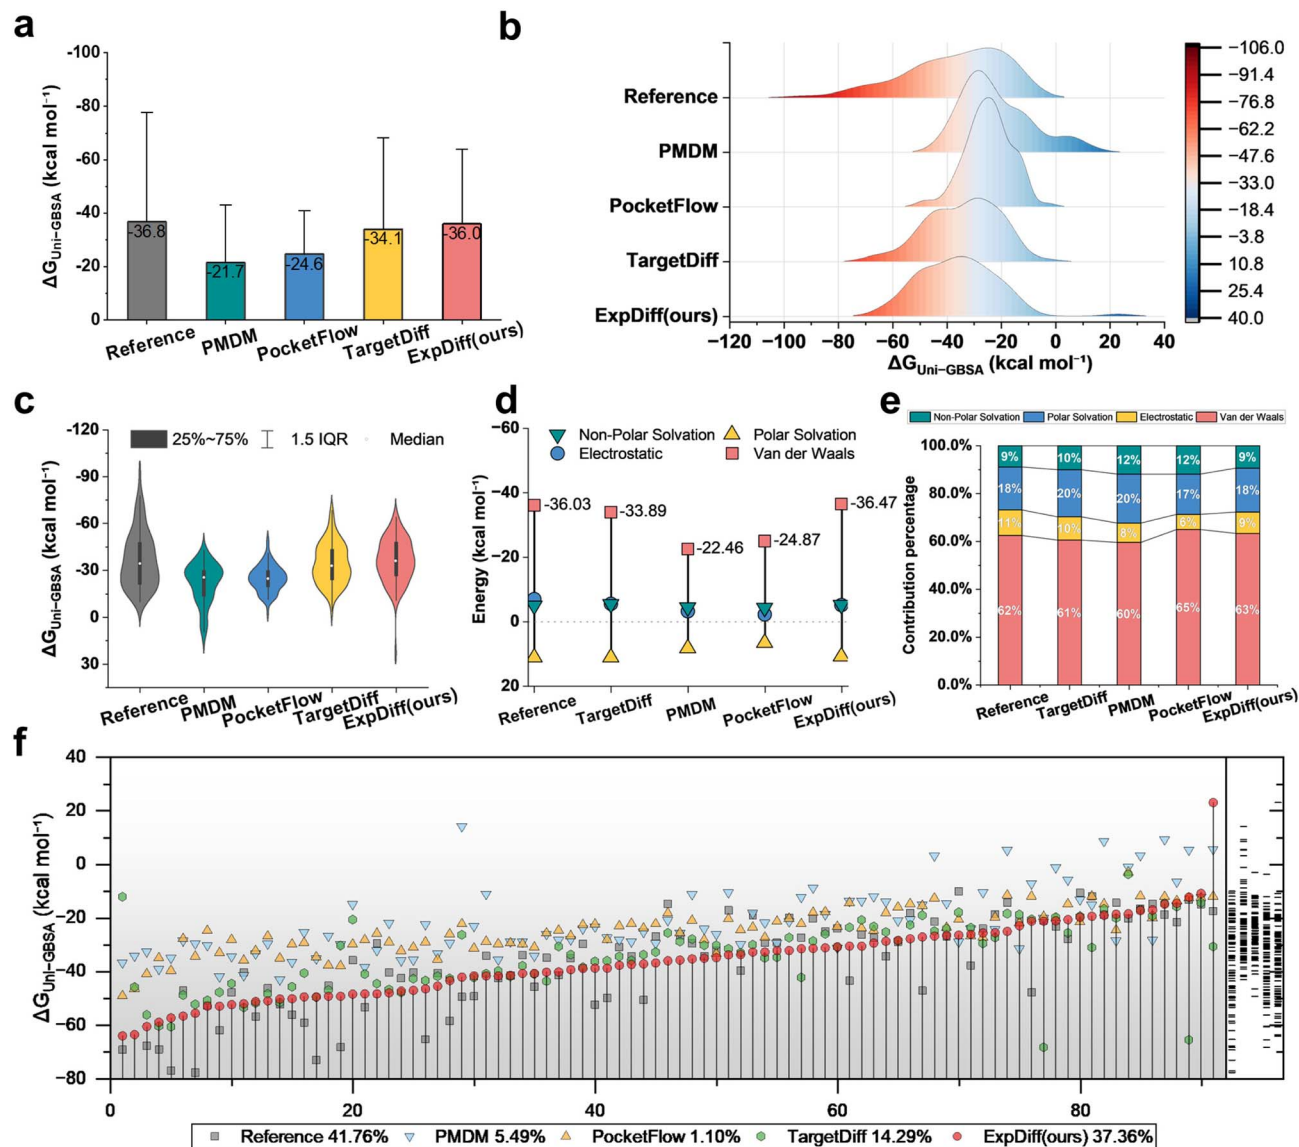 a
-100
-80
-60
-40
-20
0
ΔG Uni-GBSA (kcal mol⁻¹)
-36.8
-21.7
-24.6
-34.1
-36.0
Reference
PMDM
PocketFlow
TargetDiff
ExpDiff(ours)
b
Reference
PMDM
PocketFlow
TargetDiff
ExpDiff(ours)
−120 −100 −80 −60 −40 −20 0 20 40
ΔG Uni−GBSA (kcal mol⁻¹)
−106.0
−91.4
−76.8
−62.2
−47.6
−33.0
−18.4
−3.8
10.8
25.4
40.0
c
25%~75% 1.5 IQR Median
-120
-90
-60
-30
0
30
ΔG Uni-GBSA (kcal mol⁻¹)
Reference
PMDM
PocketFlow
TargetDiff
ExpDiff(ours)
d
Non-Polar Solvation Polar Solvation
Electrostatic Van der Waals
−60
−40
−20
0
20
Energy (kcal mol⁻¹)
-36.03
-33.89
-22.46
-24.87
-36.47
Reference
TargetDiff
PMDM
PocketFlow
ExpDiff(ours)
e
Non-Polar Solvation Polar Solvation Electrostatic Van der Waals
100.0%
80.0%
60.0%
40.0%
20.0%
0.0%
Contribution percentage
9% 10% 12% 12% 9%
18% 20% 20% 17% 18%
11% 10% 8% 6% 9%
62% 61% 60% 65% 63%
Reference
TargetDiff
PMDM
PocketFlow
ExpDiff(ours)
f
40
20
0
−20
−40
−60
−80
ΔG Uni−GBSA (kcal mol⁻¹)
0 20 40 60 80
Reference 41.76% PMDM 5.49% PocketFlow 1.10% TargetDiff 14.29% ExpDiff(ours) 37.36%